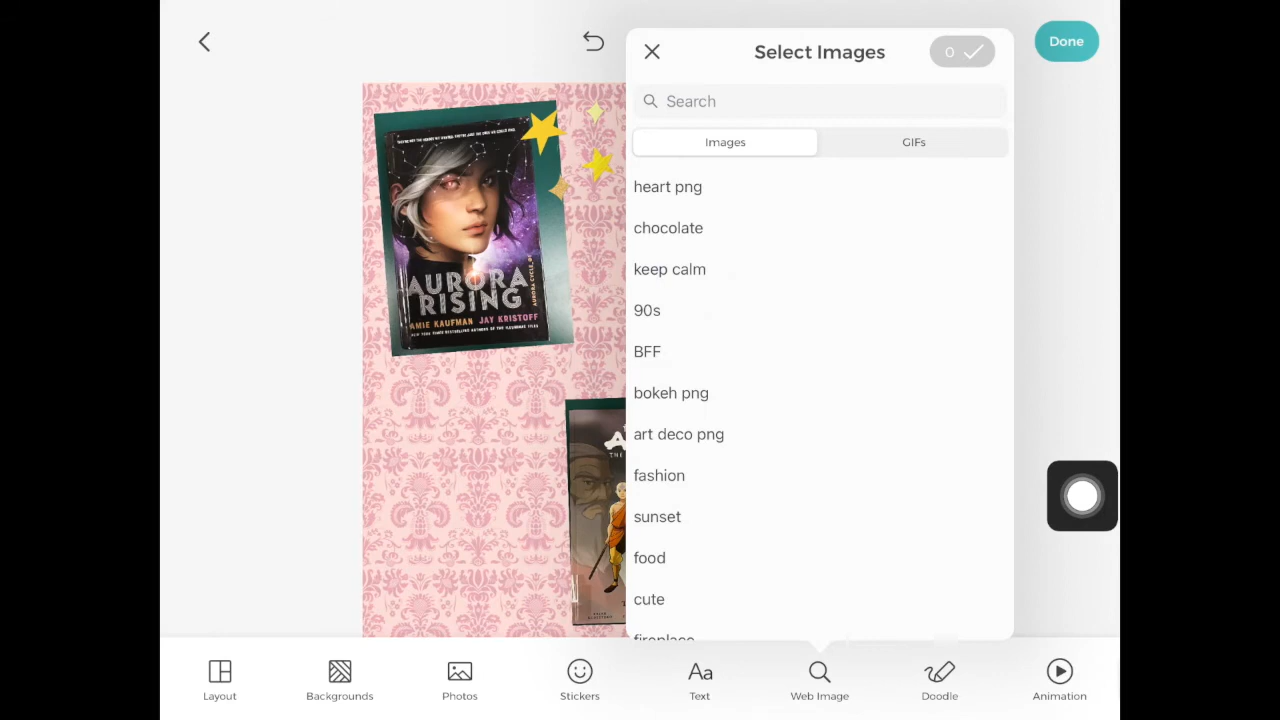 Select Images
0
Done
Search
Images
GIFs
heart png
chocolate
keep calm
90s
BFF
bokeh png
art deco png
fashion
sunset
food
cute
fireplace
AURORA
RISING
AMIE KAUFMAN JAY KRISTOFF
A
THE
Layout
Backgrounds
Photos
Stickers
Aa
Text
Web Image
Doodle
Animation